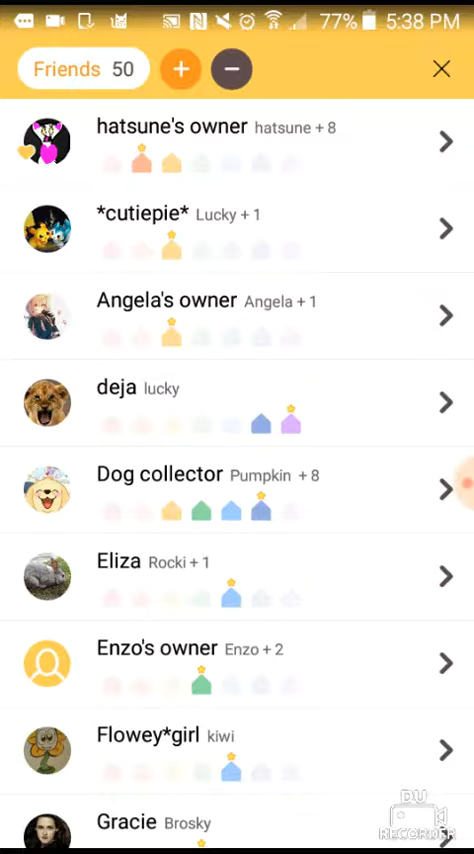 77% 5:38 PM
Friends 50
hatsune's owner hatsune + 8
*cutiepie* Lucky + 1
Angela's owner Angela + 1
deja lucky
Dog collector Pumpkin + 8
Eliza Rocki + 1
Enzo's owner Enzo + 2
Flowey*girl kiwi
Gracie Brosky
DU
RECORDER